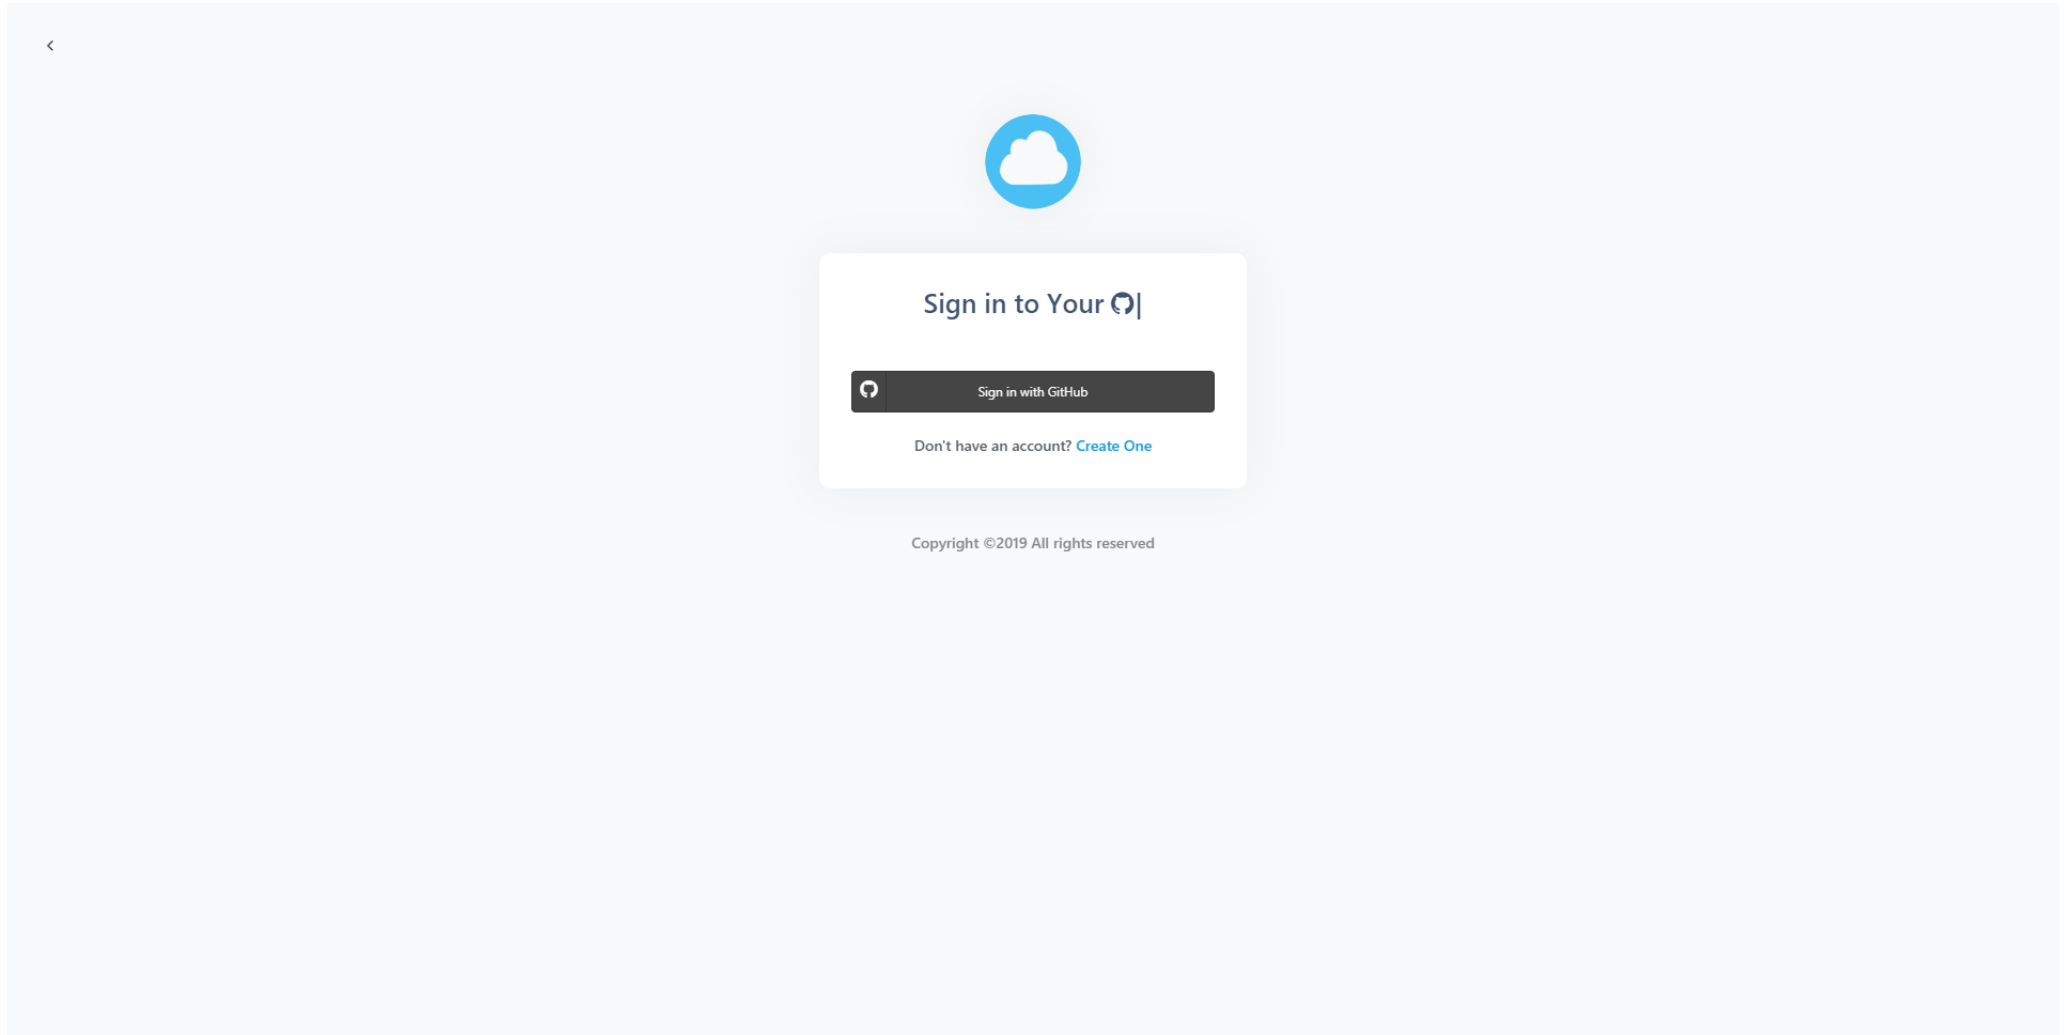 Sign in to Your |
Sign in with GitHub
Don't have an account? Create One
Copyright ©2019 All rights reserved